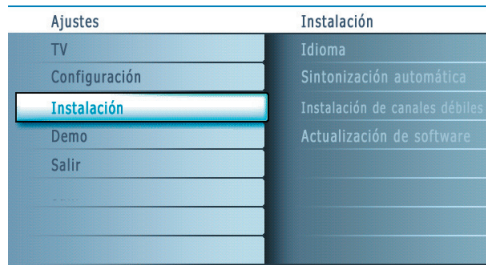 Ajustes
TV
Configuración
Instalación
Demo
Salir
......
Instalación
Idioma
Sintonización automática
Instalación de canales débiles
Actualización de software